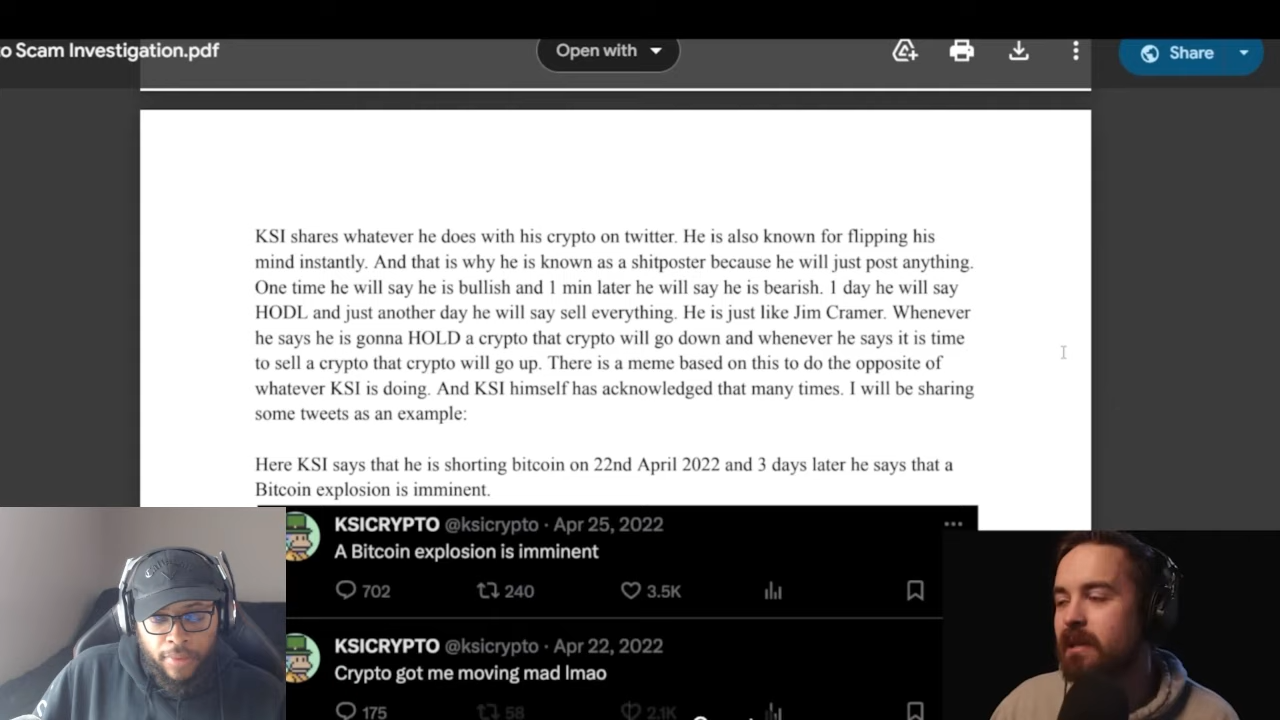 o Scam Investigation.pdf
Open with
Share
KSI shares whatever he does with his crypto on twitter. He is also known for flipping his
mind instantly. And that is why he is known as a shitposter because he will just post anything.
One time he will say he is bullish and 1 min later he will say he is bearish. 1 day he will say
HODL and just another day he will say sell everything. He is just like Jim Cramer. Whenever
he says he is gonna HOLD a crypto that crypto will go down and whenever he says it is time
to sell a crypto that crypto will go up. There is a meme based on this to do the opposite of
whatever KSI is doing. And KSI himself has acknowledged that many times. I will be sharing
some tweets as an example:
Here KSI says that he is shorting bitcoin on 22nd April 2022 and 3 days later he says that a
Bitcoin explosion is imminent.
KSICRYPTO @ksicrypto · Apr 25, 2022
A Bitcoin explosion is imminent
702 240 3.5K
KSICRYPTO @ksicrypto · Apr 22, 2022
Crypto got me moving mad lmao
175 58 2.1K